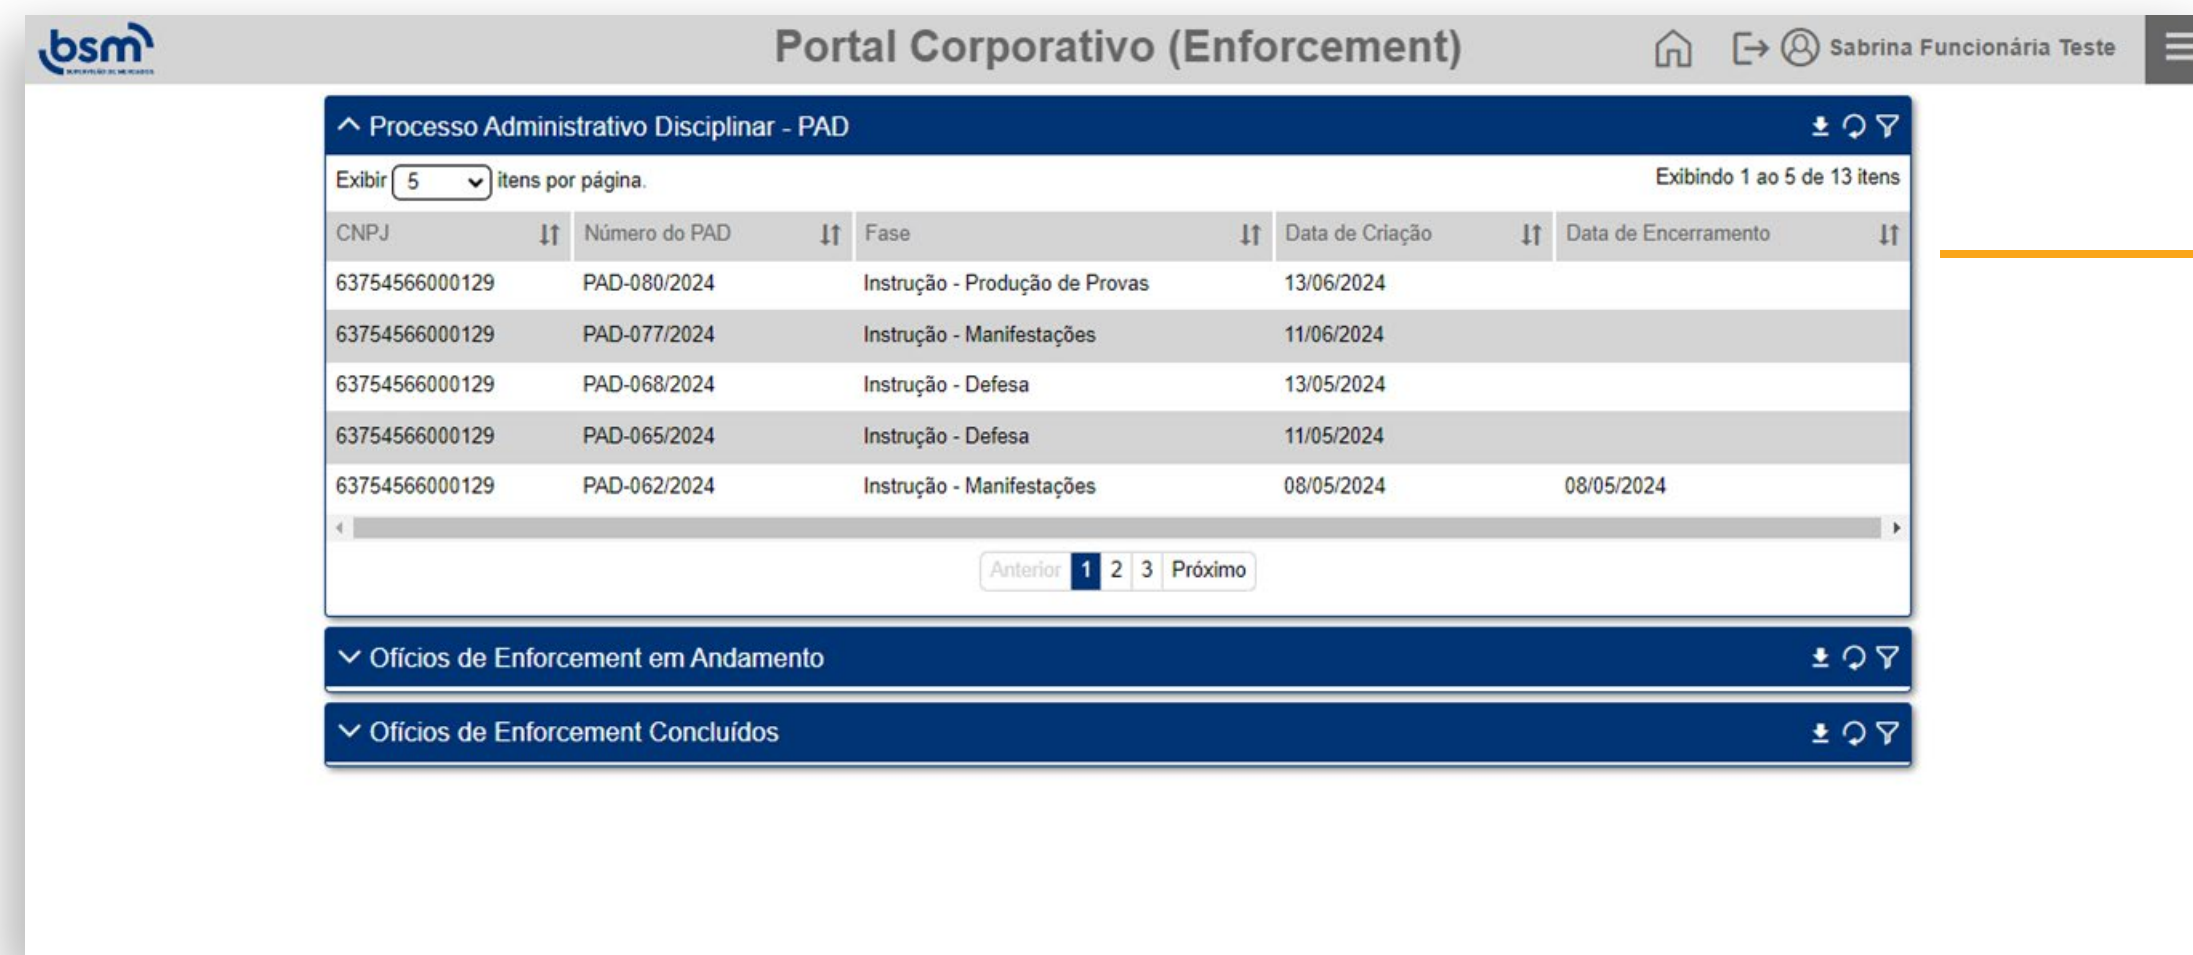 bsm
SUPERVISÃO DE MERCADOS
Portal Corporativo (Enforcement)
Sabrina Funcionária Teste
Processo Administrativo Disciplinar - PAD
Exibir 5 itens por página.
Exibindo 1 ao 5 de 13 itens
CNPJ Número do PAD Fase Data de Criação Data de Encerramento
63754566000129 PAD-080/2024 Instrução - Produção de Provas 13/06/2024
63754566000129 PAD-077/2024 Instrução - Manifestações 11/06/2024
63754566000129 PAD-068/2024 Instrução - Defesa 13/05/2024
63754566000129 PAD-065/2024 Instrução - Defesa 11/05/2024
63754566000129 PAD-062/2024 Instrução - Manifestações 08/05/2024 08/05/2024
Anterior 1 2 3 Próximo
Ofícios de Enforcement em Andamento
Ofícios de Enforcement Concluídos